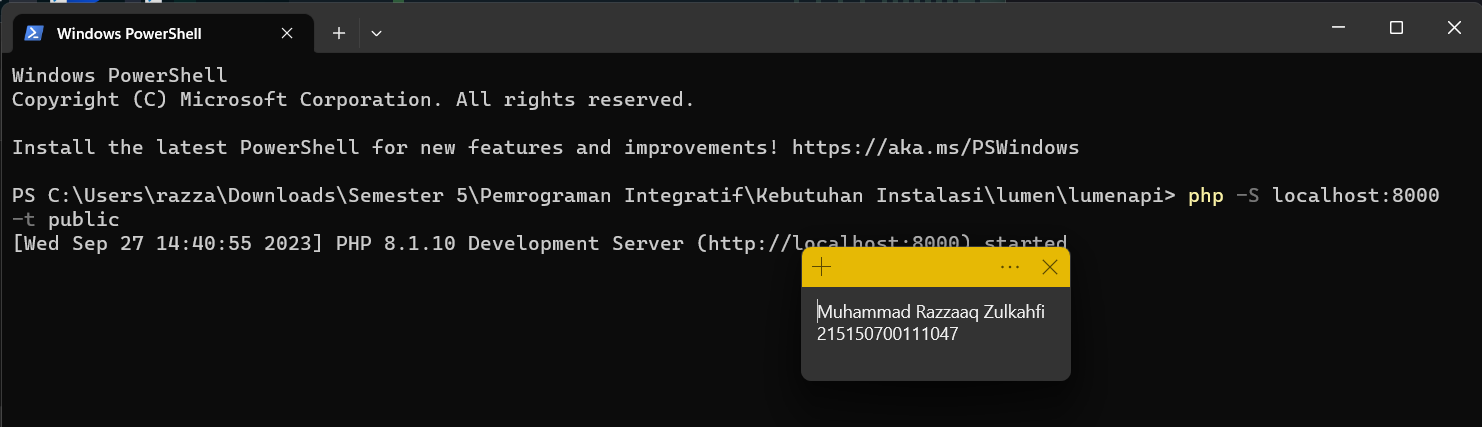 Windows PowerShell
Windows PowerShell
Copyright (C) Microsoft Corporation. All rights reserved.
Install the latest PowerShell for new features and improvements! https://aka.ms/PSWindows
PS C:\Users\razza\Downloads\Semester 5\Pemrograman Integratif\Kebutuhan Instalasi\lumen\lumenapi> php -S localhost:8000
-t public
[Wed Sep 27 14:40:55 2023] PHP 8.1.10 Development Server (http://localhost:8000) started
Muhammad Razzaaq Zulkahfi
215150700111047